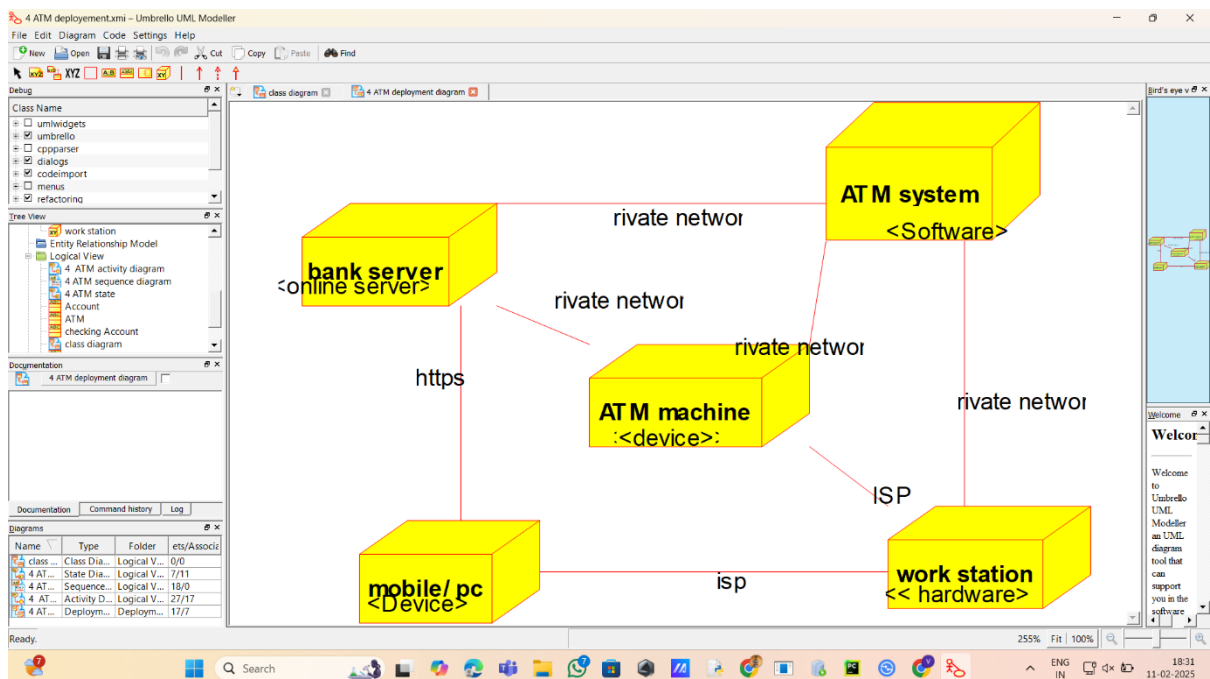 4 ATM deployement.xmi – Umbrello UML Modeller
File Edit Diagram Code Settings Help
New Open Cut Copy Paste Find
XYZ
Debug
Class Name
umlwidgets
umbrello
cppparser
dialogs
codeimport
menus
refactoring
Tree View
work station
Entity Relationship Model
Logical View
4 ATM activity diagram
4 ATM sequence diagram
4 ATM state
Account
ATM
checking Account
class diagram
Documentation
4 ATM deployment diagram
Documentation Command history Log
Diagrams
Name Type Folder ets/Associa
class ... Class Dia... Logical V... 0/0
4 AT... State Dia... Logical V... 7/11
4 AT... Sequence... Logical V... 18/0
4 AT... Activity D... Logical V... 27/17
4 AT... Deploym... Deploym... 17/7
class diagram 4 ATM deployment diagram
ATM system
<Software>
rivate networ
bank server
<online server>
rivate networ
rivate networ
https
ATM machine
:<device>:
rivate networ
ISP
mobile/ pc
<Device>
isp
work station
<< hardware>
Bird's eye v
Welcome
Welcor
Welcome
to
Umbrello
UML
Modeller
an UML
diagram
tool that
can
support
you in the
software
Ready.
255% Fit 100%
7
Search
7
ENG
IN
18:31
11-02-2025